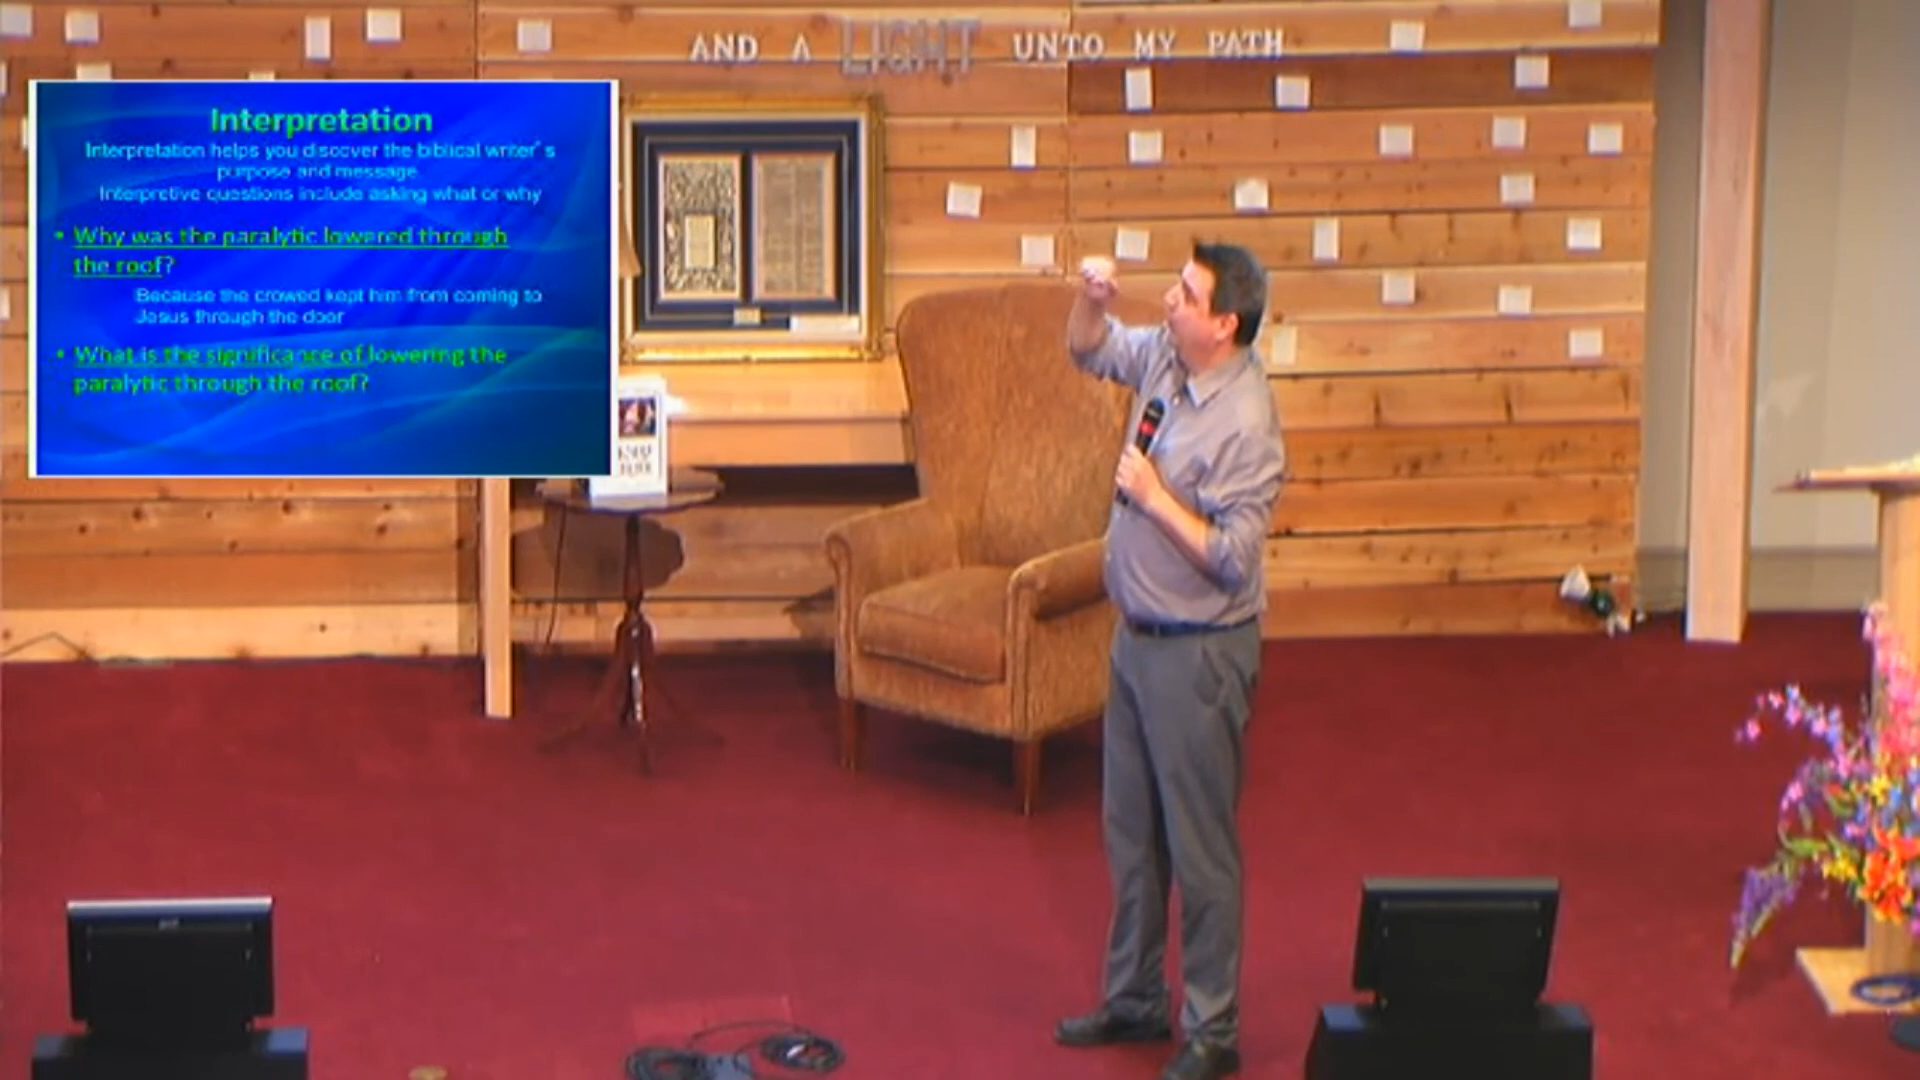 AND A LIGHT UNTO MY PATH
Interpretation
Interpretation helps you discover the biblical writer's
purpose and message
Interpretive questions include asking what or why
• Why was the paralytic lowered through
the roof?
Because the crowed kept him from coming to
Jesus through the door
• What is the significance of lowering the
paralytic through the roof?